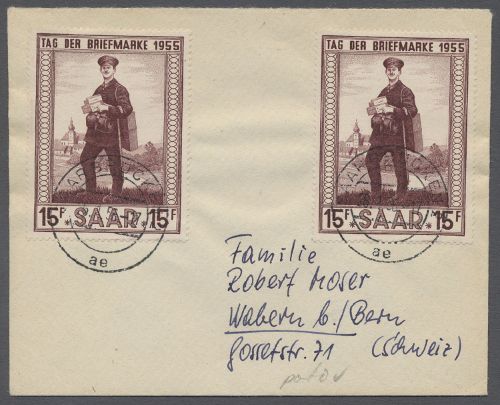 TAG DER BRIEFMARKE 1955
15F SAAR 15F
ae
TAG DER BRIEFMARKE 1955
15F SAAR 15F
ae
Familie
Robert Moser
Wabern b./Bern
Gossetstr. 71 (Schweiz)